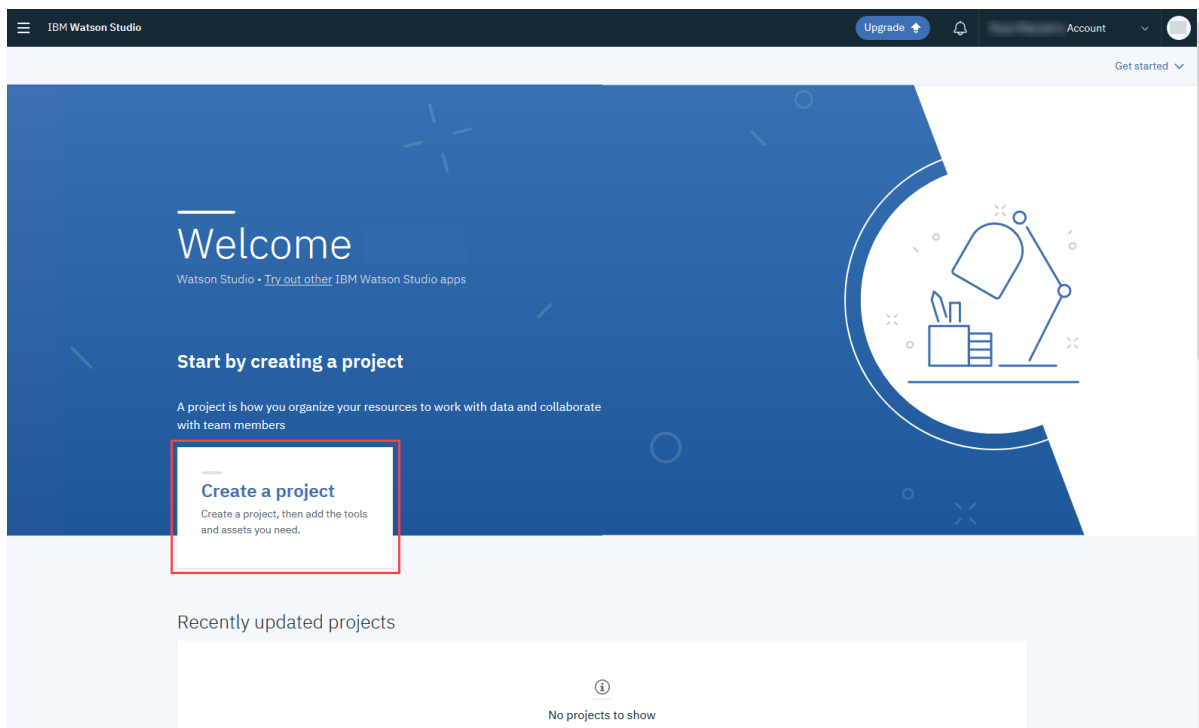 IBM Watson Studio
Upgrade
Account
Get started
Welcome
Watson Studio • Try out other IBM Watson Studio apps
Start by creating a project
A project is how you organize your resources to work with data and collaborate
with team members
Create a project
Create a project, then add the tools
and assets you need.
Recently updated projects
No projects to show